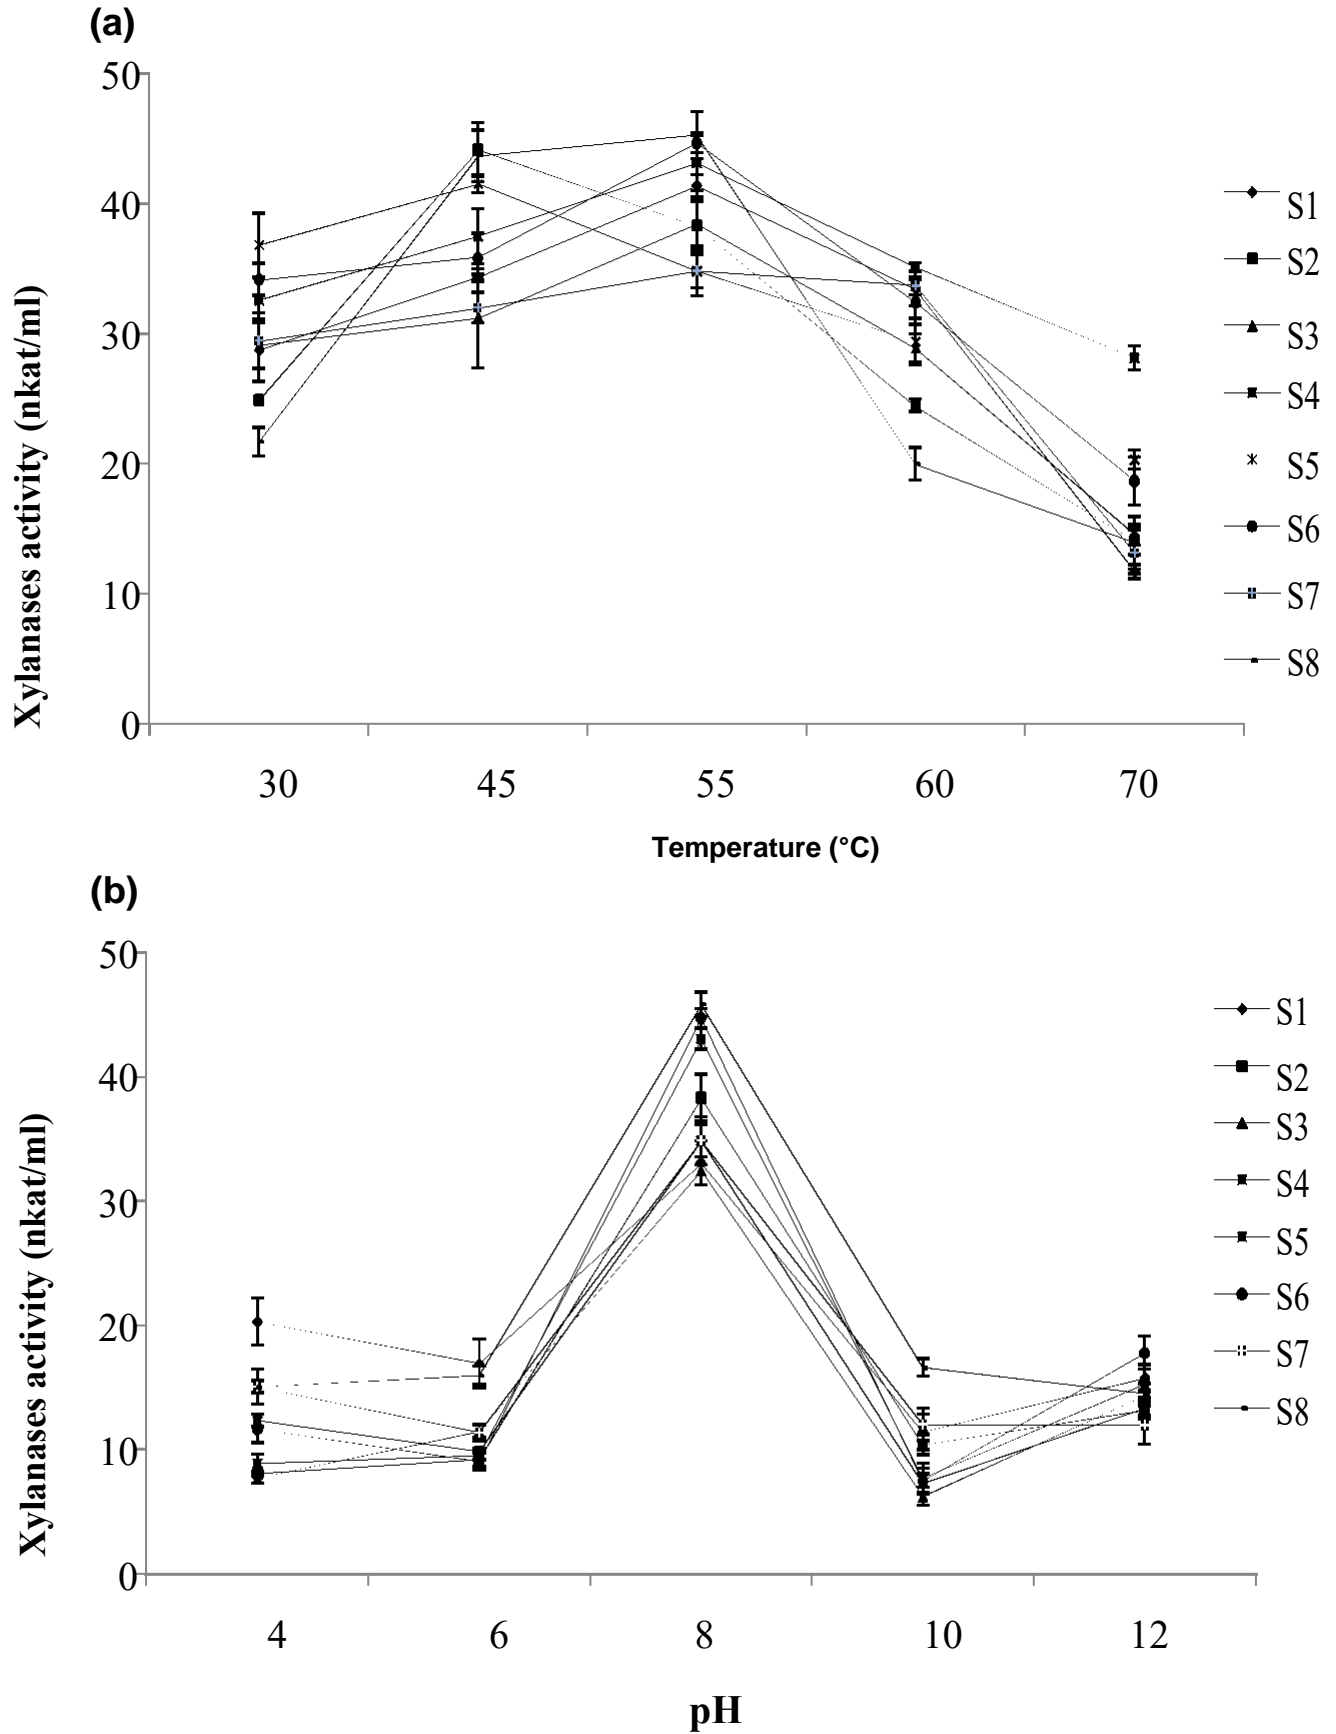 (a)
Xylanases activity (nkat/ml)
50
40
30
20
10
0
30 45 55 60 70
Temperature (°C)
S1
S2
S3
S4
S5
S6
S7
S8
(b)
Xylanases activity (nkat/ml)
50
40
30
20
10
0
4 6 8 10 12
pH
S1
S2
S3
S4
S5
S6
S7
S8